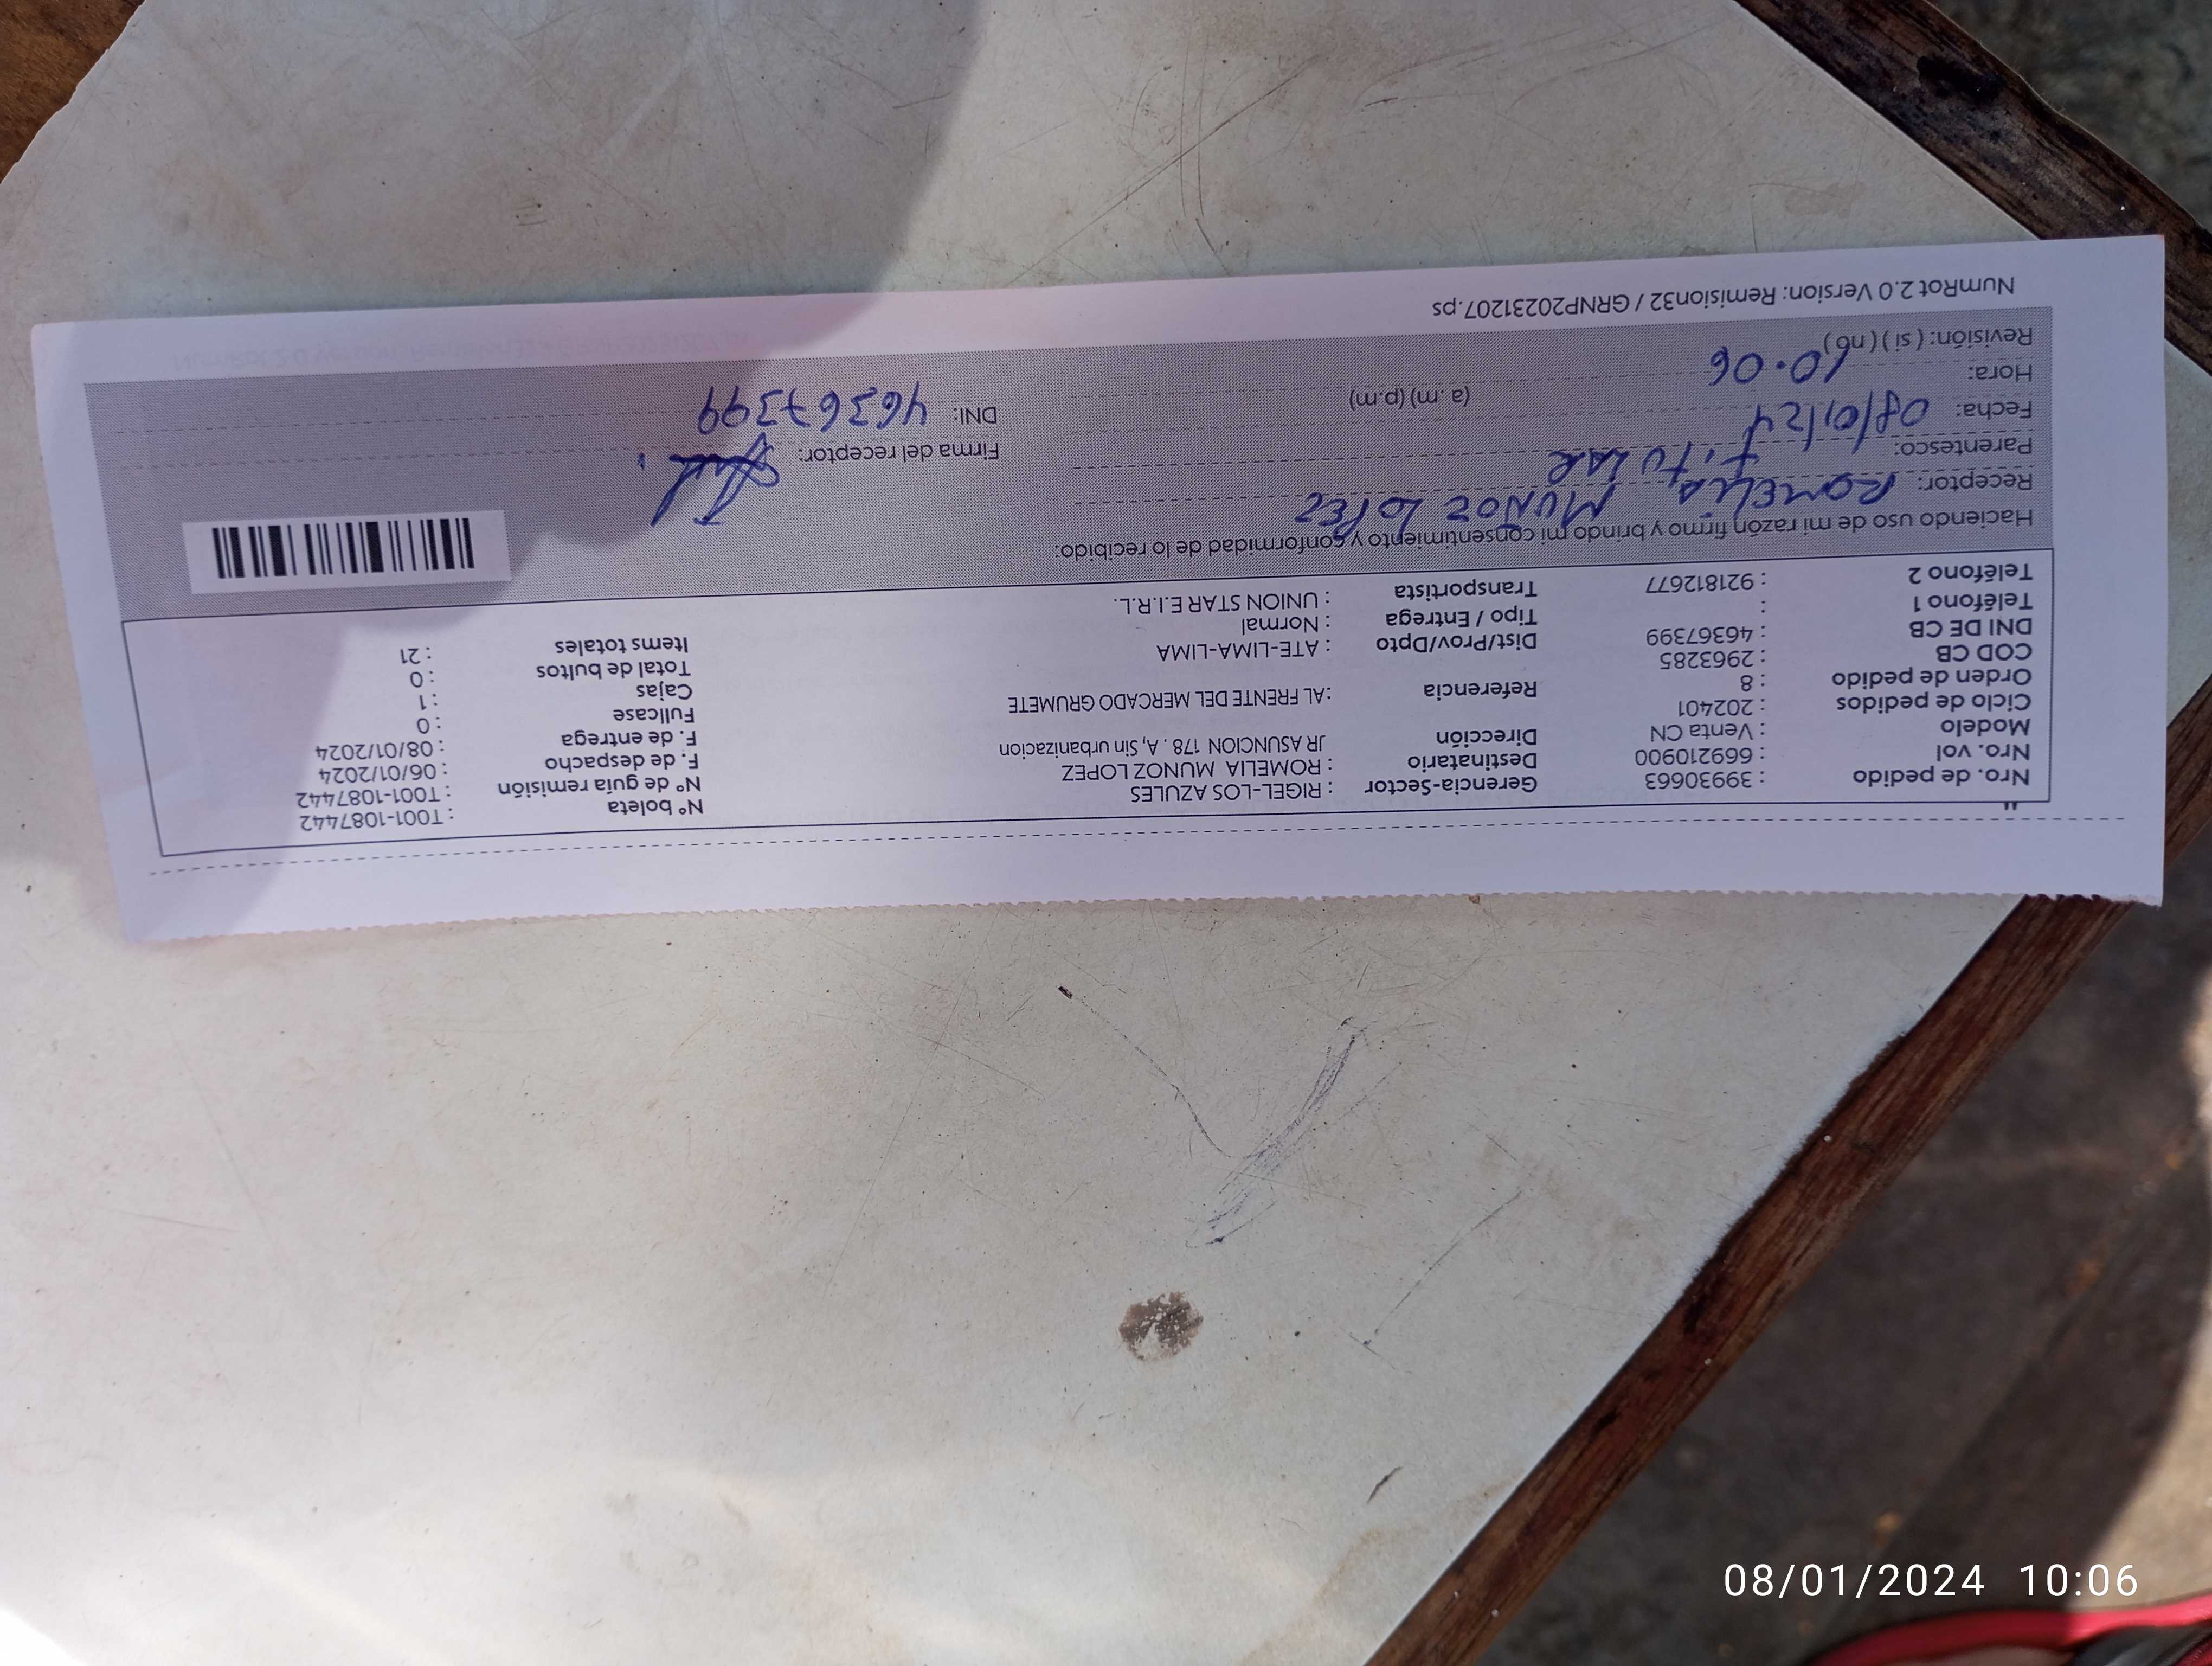 Nro. de pedido : 39930663 Gerencia-Sector : RIGEL-LOS AZULES Nº boleta : T001-1087442
Nro. vol : 669210900 Destinatario : ROMELIA MUNOZ LOPEZ Nº de guía remisión : T001-1087442
Modelo : Venta CN Dirección JR ASUNCION 178 . A, Sin urbanizacion F. de despacho : 06/01/2024
Ciclo de pedidos : 202401 F. de entrega : 08/01/2024
Orden de pedido : 8 Referencia : AL FRENTE DEL MERCADO GRUMETE Fullcase : 0
COD CB : 2963285 Cajas : 1
DNI DE CB : 46367399 Dist/Prov/Dpto : ATE-LIMA-LIMA Total de bultos : 0
Teléfono 1 : Tipo / Entrega : Normal Items totales : 21
Teléfono 2 : 921812677 Transportista : UNION STAR E.I.R.L.
Haciendo uso de mi razón firmo y brindo mi consentimiento y conformidad de lo recibido:
Receptor: ROMELIA MUÑOZ LOPEZ
Parentesco: TITULAR Firma del receptor:
Fecha: 08/01/24 DNI: 46367399
Hora: 10.06 (a. m) (p.m)
Revisión: ( si ) ( no )
NumRot 2.0 Version: Remision32 / GRNP20231207.ps
08/01/2024 10:06